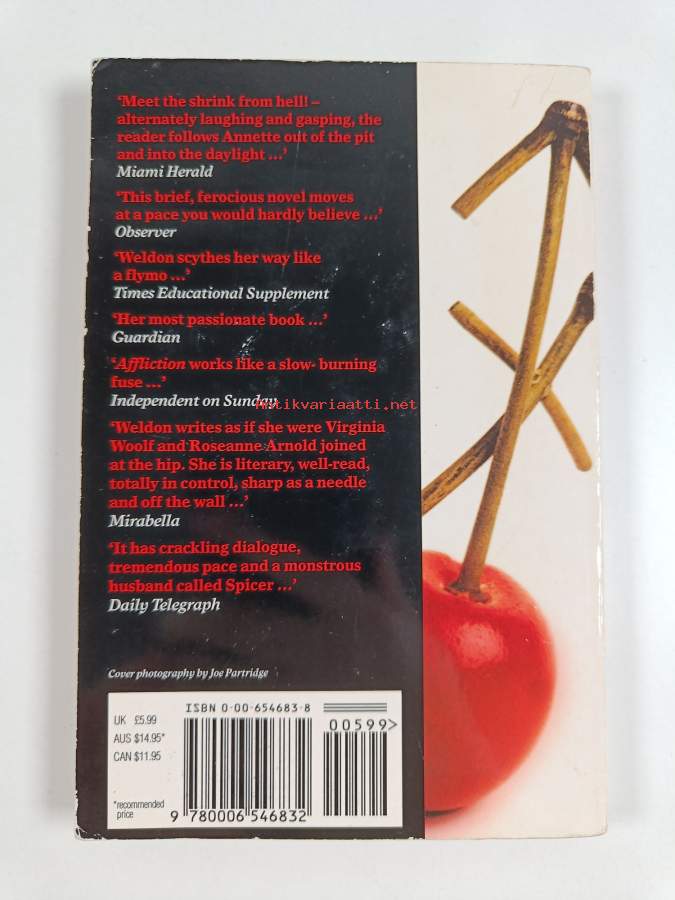 ‘Meet the shrink from hell! –
alternately laughing and gasping, the
reader follows Annette out of the pit
and into the daylight ...’
Miami Herald
‘This brief, ferocious novel moves
at a pace you would hardly believe ...’
Observer
‘Weldon scythes her way like
a flymo ...’
Times Educational Supplement
‘Her most passionate book ...’
Guardian
‘Affliction works like a slow- burning
fuse ...’
Independent on Sunday
Antikvariaatti.net
‘Weldon writes as if she were Virginia
Woolf and Roseanne Arnold joined
at the hip. She is literary, well-read,
totally in control, sharp as a needle
and off the wall ...’
Mirabella
‘It has crackling dialogue,
tremendous pace and a monstrous
husband called Spicer ...’
Daily Telegraph
Cover photography by Joe Partridge
ISBN 0-00-654683-8
00599>
UK £5.99
AUS $14.95*
CAN $11.95
*recommended
price
9 780006 546832